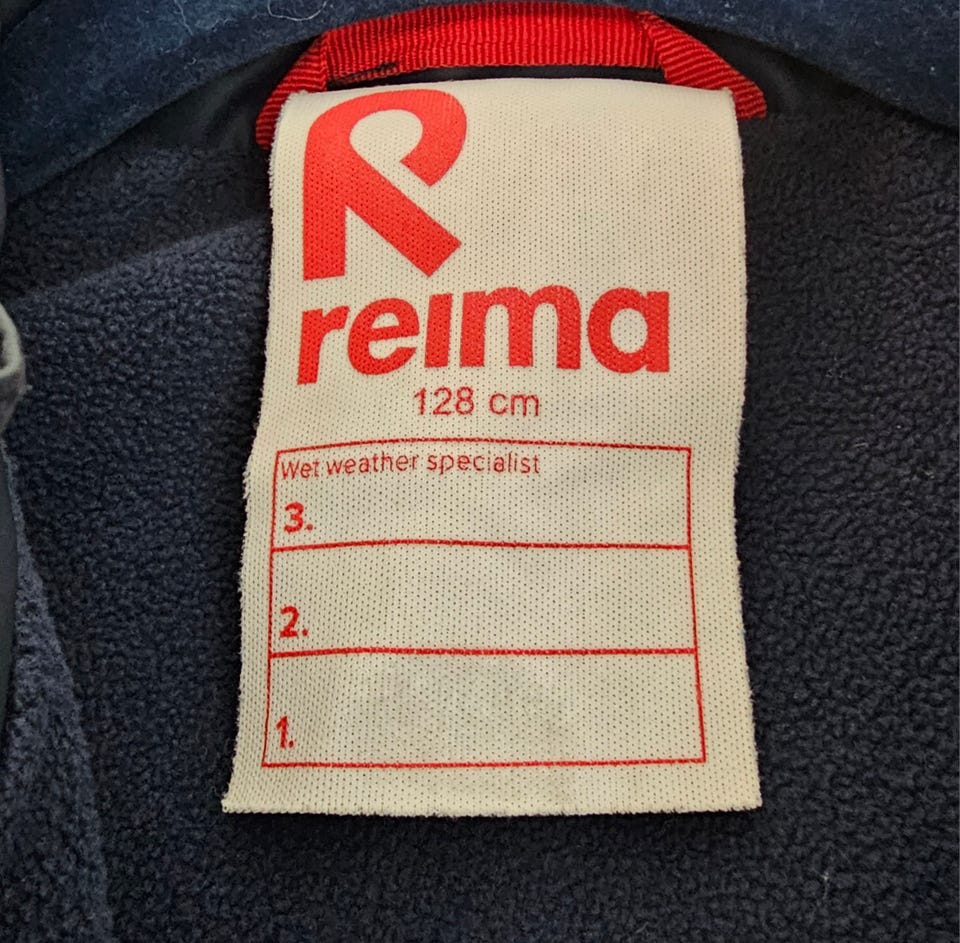 R
reima
128 cm
Wet weather specialist
3.
2.
1.